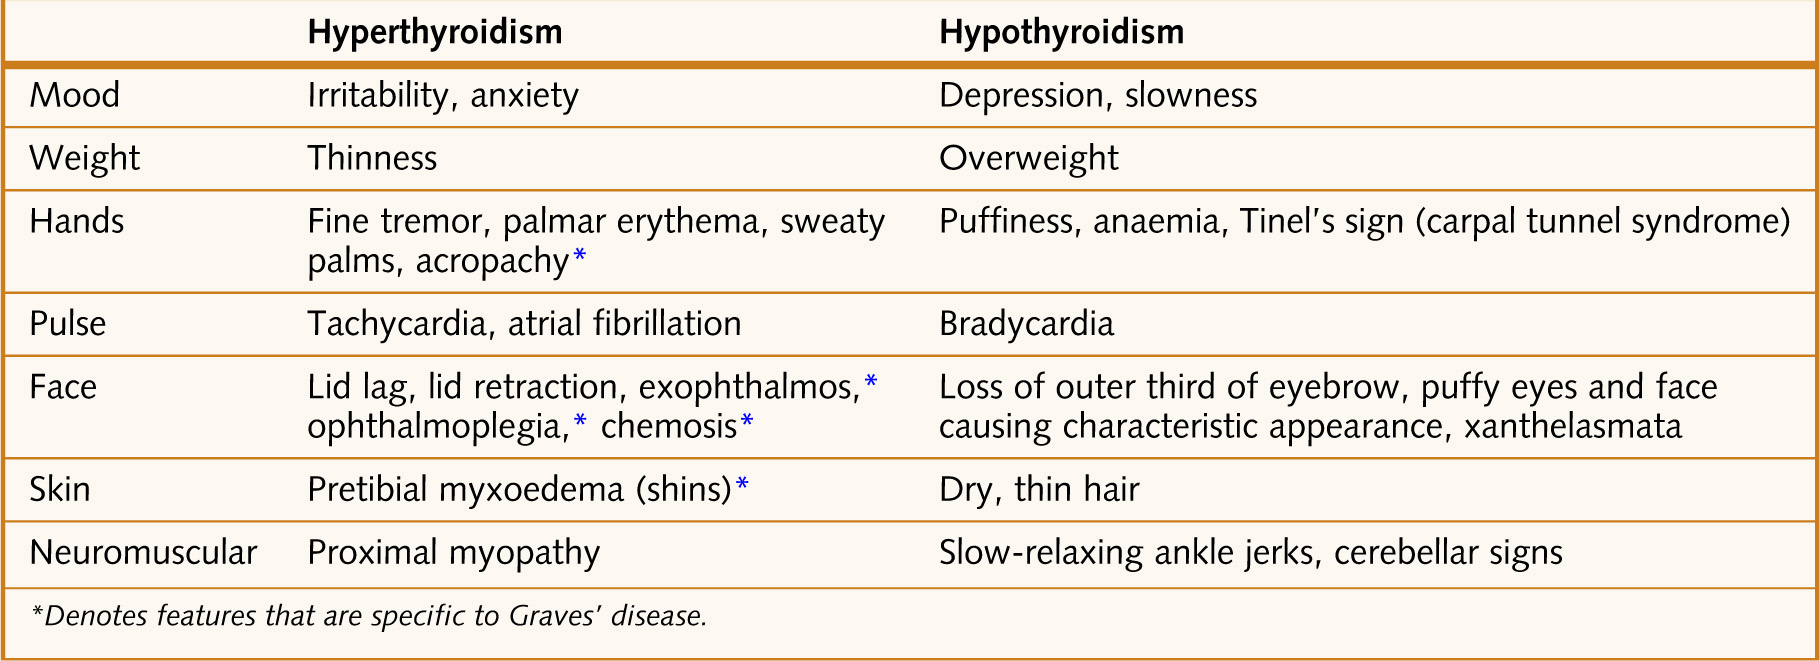 Hyperthyroidism Hypothyroidism
Mood Irritability, anxiety Depression, slowness
Weight Thinness Overweight
Hands Fine tremor, palmar erythema, sweaty Puffiness, anaemia, Tinel’s sign (carpal tunnel syndrome)
palms, acropachy*
Pulse Tachycardia, atrial fibrillation Bradycardia
Face Lid lag, lid retraction, exophthalmos,* Loss of outer third of eyebrow, puffy eyes and face
ophthalmoplegia,* chemosis* causing characteristic appearance, xanthelasmata
Skin Pretibial myxoedema (shins)* Dry, thin hair
Neuromuscular Proximal myopathy Slow-relaxing ankle jerks, cerebellar signs
*Denotes features that are specific to Graves’ disease.